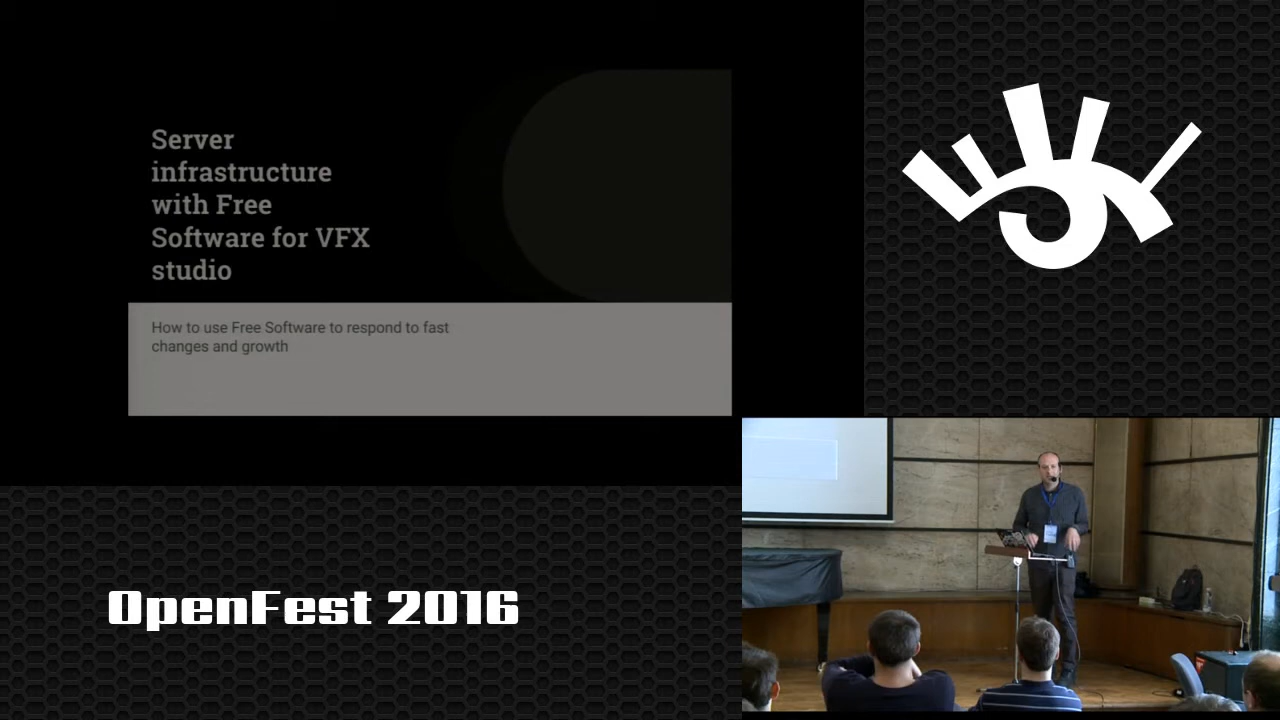 Server
infrastructure
with Free
Software for VFX
studio
How to use Free Software to respond to fast
changes and growth
OpenFest 2016